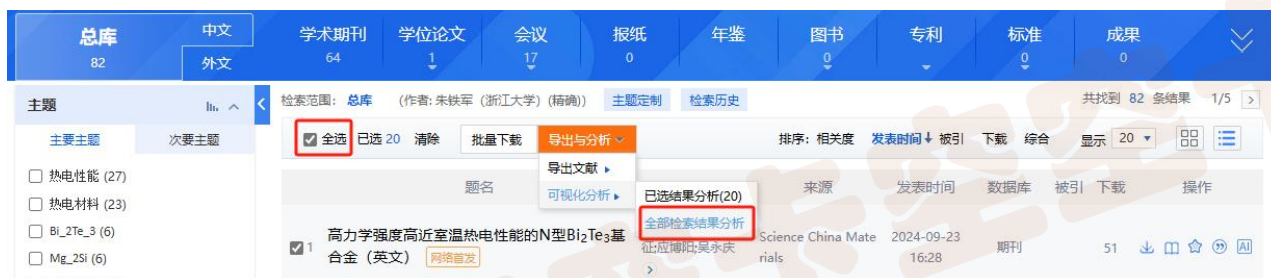 总库
82
中文
外文
学术期刊
64
学位论文
1
会议
17
报纸
0
年鉴
图书
0
专利
标准
0
成果
0
主题
主要主题
次要主题
热电性能 (27)
热电材料 (23)
Bi_2Te_3 (6)
Mg_2Si (6)
检索范围: 总库 (作者: 朱铁军 (浙江大学) (精确)) 主题定制 检索历史
共找到 82 条结果 1/5
全选 已选 20 清除 批量下载 导出与分析
排序: 相关度 发表时间↓ 被引 下载 综合 显示 20
导出文献
可视化分析
已选结果分析(20)
全部检索结果分析
题名 来源 发表时间 数据库 被引 下载 操作
1
高力学强度高近室温热电性能的N型Bi₂Te₃基
合金 (英文) 网络首发
征;应博阳;吴永庆
Science China Mate
rials
2024-09-23
16:28
期刊
51
AI